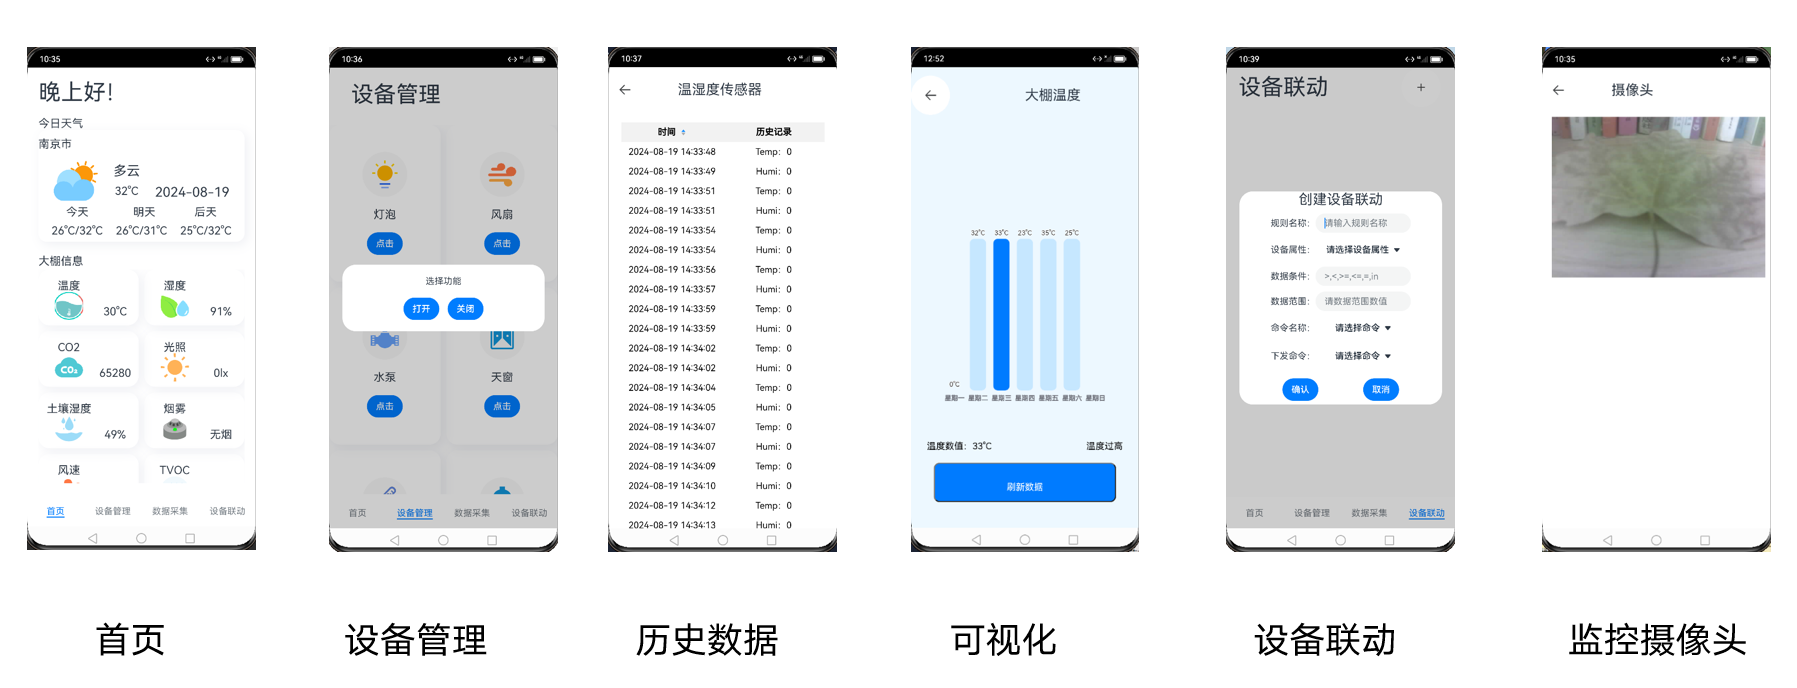 10:35
晚上好!
今日天气
南京市
多云
32℃ 2024-08-19
今天 明天 后天
26℃/32℃ 26℃/31℃ 25℃/32℃
大棚信息
温度 湿度
30℃ 91%
CO2 光照
CO₂
65280 0lx
土壤湿度 烟雾
49% 无烟
风速 TVOC
首页 设备管理 数据采集 设备联动
首页
10:36
设备管理
灯泡 风扇
点击 点击
选择功能
打开 关闭
水泵 天窗
点击 点击
首页 设备管理 数据采集 设备联动
设备管理
10:37
温湿度传感器
时间 历史记录
2024-08-19 14:33:48 Temp: 0
2024-08-19 14:33:49 Humi: 0
2024-08-19 14:33:51 Temp: 0
2024-08-19 14:33:51 Humi: 0
2024-08-19 14:33:54 Temp: 0
2024-08-19 14:33:54 Humi: 0
2024-08-19 14:33:56 Temp: 0
2024-08-19 14:33:57 Humi: 0
2024-08-19 14:33:59 Temp: 0
2024-08-19 14:33:59 Humi: 0
2024-08-19 14:34:02 Temp: 0
2024-08-19 14:34:02 Humi: 0
2024-08-19 14:34:04 Temp: 0
2024-08-19 14:34:05 Humi: 0
2024-08-19 14:34:07 Temp: 0
2024-08-19 14:34:07 Humi: 0
2024-08-19 14:34:09 Temp: 0
2024-08-19 14:34:10 Humi: 0
2024-08-19 14:34:12 Temp: 0
2024-08-19 14:34:13 Humi: 0
历史数据
12:52
大棚温度
32℃ 33℃ 23℃ 35℃ 25℃
0℃
星期一 星期二 星期三 星期四 星期五 星期六 星期日
温度数值: 33℃ 温度过高
刷新数据
可视化
10:39
设备联动 +
创建设备联动
规则名称: 请输入规则名称
设备属性: 请选择设备属性
数据条件: >,<,>=,<=,=,in
数据范围: 请数据范围数值
命令名称: 请选择命令
下发命令: 请选择命令
确认 取消
首页 设备管理 数据采集 设备联动
设备联动
10:35
摄像头
监控摄像头